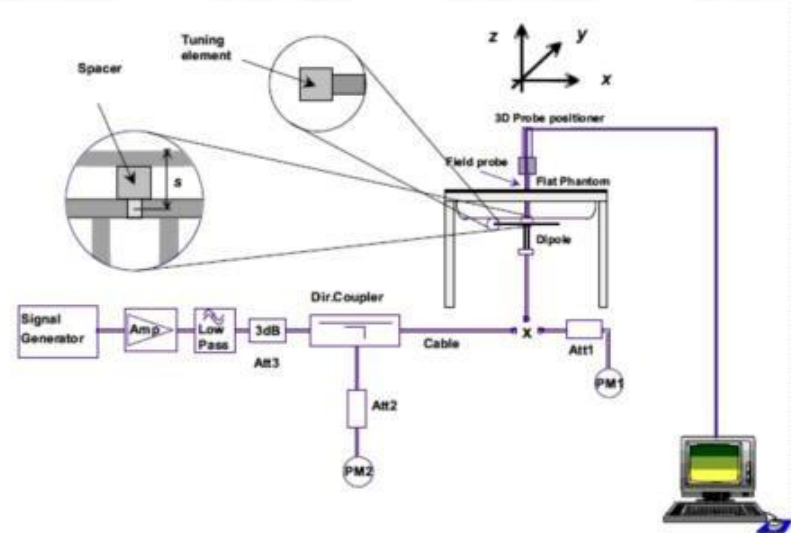 Tuning
element
Spacer
s
z
y
x
3D Probe positioner
Field probe
Flat Phantom
Dipole
Signal
Generator
Amp
Low
Pass
3dB
Att3
Dir.Coupler
Cable
x
Att1
PM1
Att2
PM2